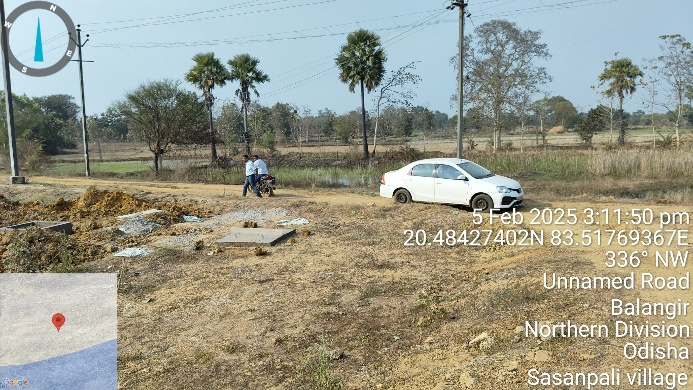 N
W
E
S
5 Feb 2025 3:11:50 pm
20.48427402N 83.51769367E
336° NW
Unnamed Road
Balangir
Northern Division
Odisha
Sasanpali village
Google